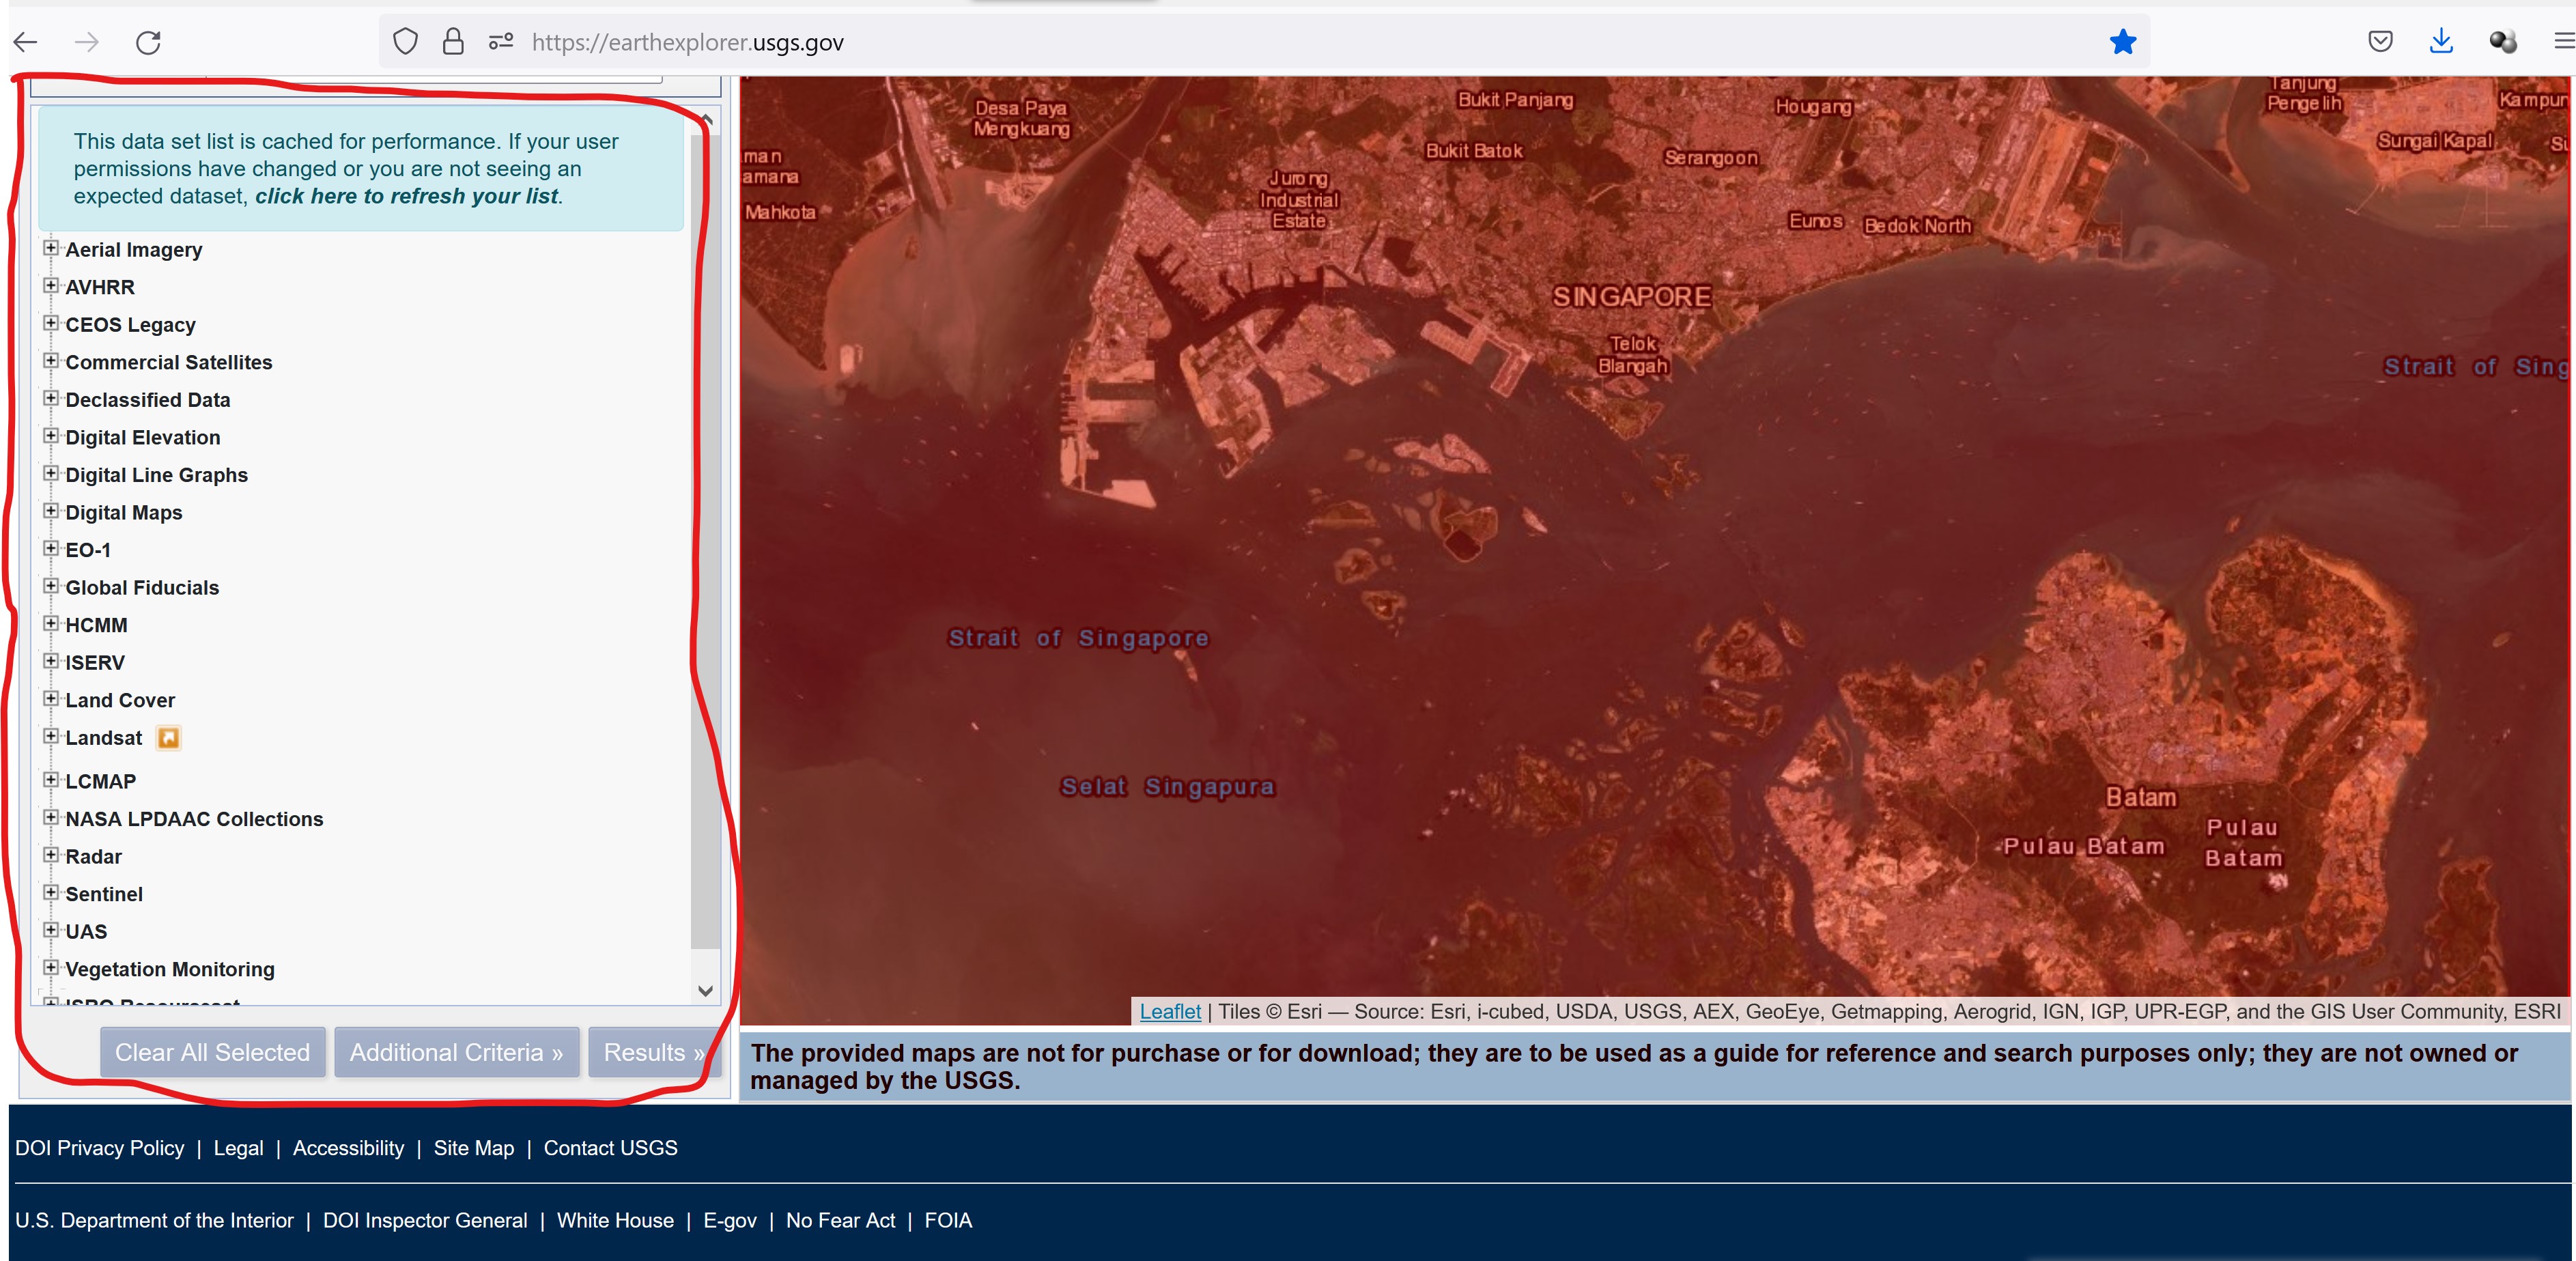 https://earthexplorer.usgs.gov
This data set list is cached for performance. If your user
permissions have changed or you are not seeing an
expected dataset, click here to refresh your list.
Aerial Imagery
AVHRR
CEOS Legacy
Commercial Satellites
Declassified Data
Digital Elevation
Digital Line Graphs
Digital Maps
EO-1
Global Fiducials
HCMM
ISERV
Land Cover
Landsat
LCMAP
NASA LPDAAC Collections
Radar
Sentinel
UAS
Vegetation Monitoring
Clear All Selected
Additional Criteria »
Results »
Desa Paya
Mengkuang
Bukit Panjang
Hougang
Tanjung
Pengelih
Kampun
man
amana
Bukit Batok
Serangoon
Sungai Kapal
Su
Mahkota
Jurong
Industrial
Estate
Eunos
Bedok North
SINGAPORE
Telok
Blangah
Strait of Sing
Strait of Singapore
Selat Singapura
Batam
Pulau Batam
Pulau
Batam
Leaflet | Tiles © Esri — Source: Esri, i-cubed, USDA, USGS, AEX, GeoEye, Getmapping, Aerogrid, IGN, IGP, UPR-EGP, and the GIS User Community, ESRI
The provided maps are not for purchase or for download; they are to be used as a guide for reference and search purposes only; they are not owned or
managed by the USGS.
DOI Privacy Policy | Legal | Accessibility | Site Map | Contact USGS
U.S. Department of the Interior | DOI Inspector General | White House | E-gov | No Fear Act | FOIA